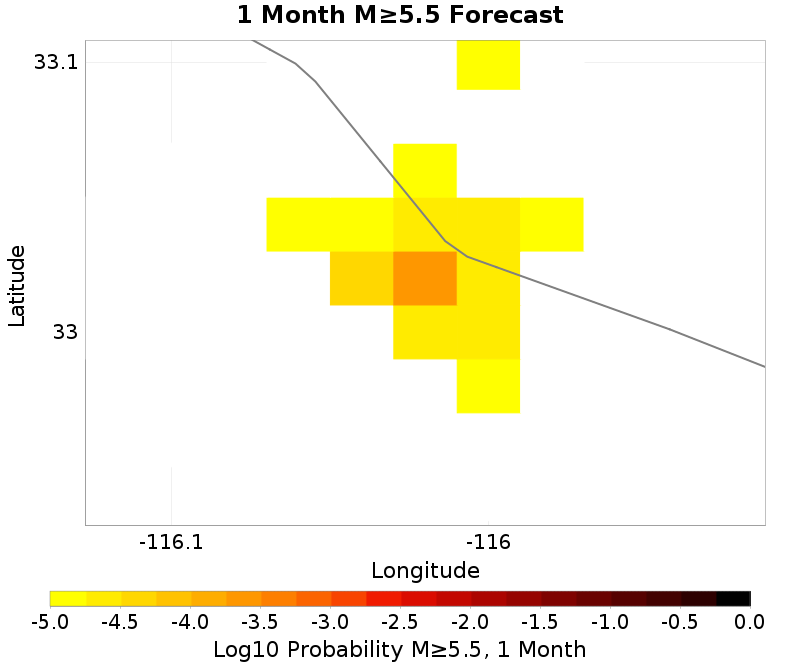 1 Month M≥5.5 Forecast
33.1
33
Latitude
-116.1 -116
Longitude
-5.0 -4.5 -4.0 -3.5 -3.0 -2.5 -2.0 -1.5 -1.0 -0.5 0.0
Log10 Probability M≥5.5, 1 Month